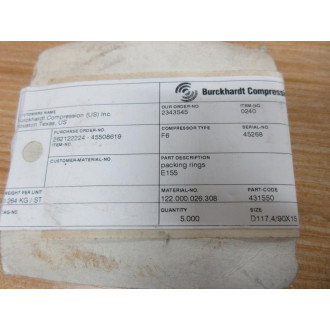 Burckhardt Compress
CUSTOMERS NAME
Burckhardt Compression (US) Inc.
Houston Texas, US
OUR ORDER-NO.
2343545
ITEM-NO
0240
PURCHASE ORDER-NO.
262122224 - 45508619
ITEM-NO.
COMPRESSOR TYPE
F6
SERIAL-NO.
45268
CUSTOMER-MATERIAL-NO.
PART DESCRIPTION
packing rings
E155
WEIGHT PER UNIT
264 KG / ST
MATERIAL-NO
122.000.026.308
PART-CODE
431550
QUANTITY
5.000
SIZE
D117,4/90X15